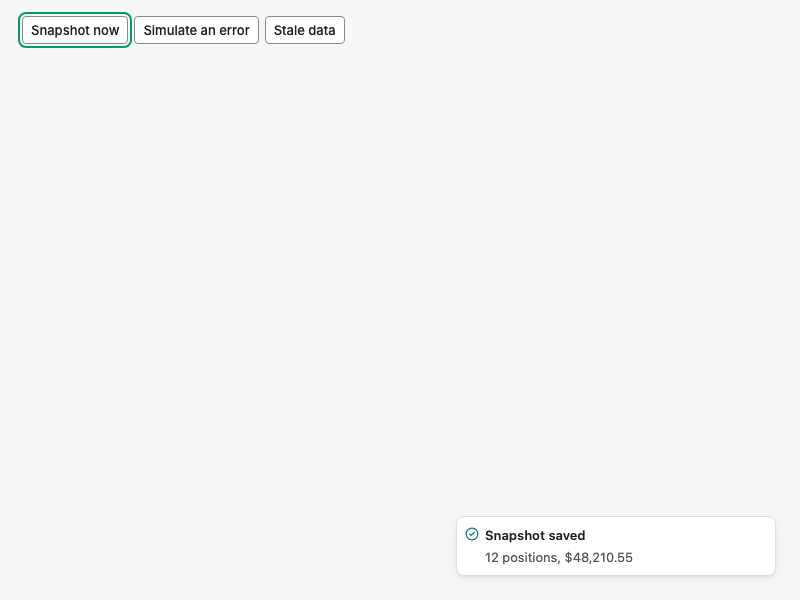 Snapshot now Simulate an error Stale data
Snapshot saved
12 positions, $48,210.55